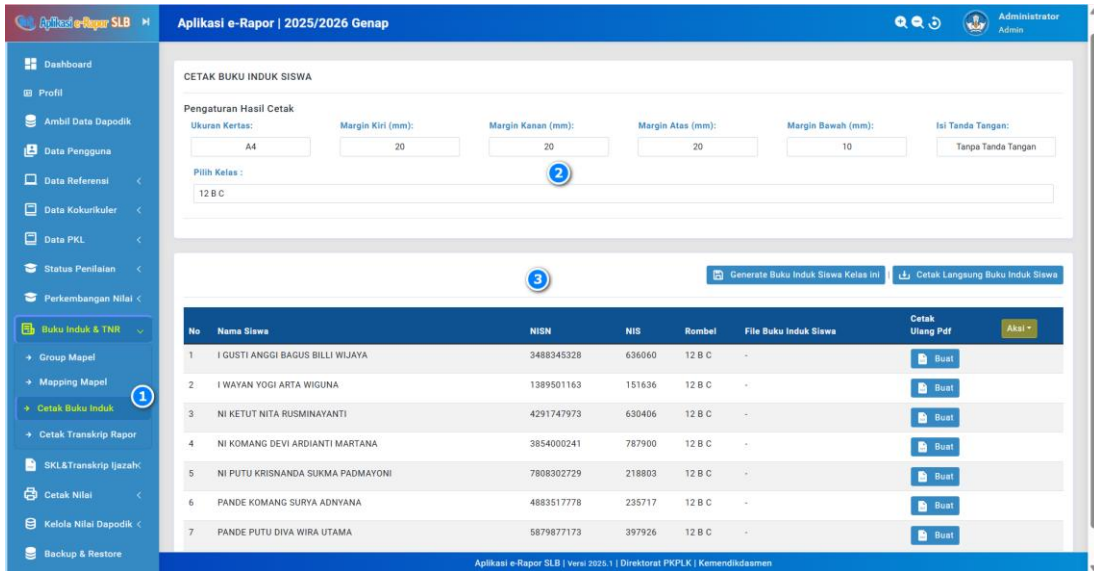 Aplikasi e-Rapor SLB
Aplikasi e-Rapor | 2025/2026 Genap
Administrator
Admin
Dashboard
Profil
Ambil Data Dapodik
Data Pengguna
Data Referensi
Data Kokurikuler
Data PKL
Status Penilaian
Perkembangan Nilai
Buku Induk & TNR
Group Mapel
Mapping Mapel
Cetak Buku Induk
1
Cetak Transkrip Rapor
SKL&Transkrip Ijazah
Cetak Nilai
Kelola Nilai Dapodik
Backup & Restore
CETAK BUKU INDUK SISWA
Pengaturan Hasil Cetak
Ukuran Kertas: Margin Kiri (mm): Margin Kanan (mm): Margin Atas (mm): Margin Bawah (mm): Isi Tanda Tangan:
A4 20 20 20 10 Tanpa Tanda Tangan
Pilih Kelas :
2
12 B C
3
Generate Buku Induk Siswa Kelas ini | Cetak Langsung Buku Induk Siswa
No Nama Siswa NISN NIS Rombel File Buku Induk Siswa Cetak Ulang Pdf Aksi
1 I GUSTI ANGGI BAGUS BILLI WIJAYA 3488345328 636060 12 B C - Buat
2 I WAYAN YOGI ARTA WIGUNA 1389501163 151636 12 B C - Buat
3 NI KETUT NITA RUSMINAYANTI 4291747973 630406 12 B C - Buat
4 NI KOMANG DEVI ARDIANTI MARTANA 3854000241 787900 12 B C - Buat
5 NI PUTU KRISNANDA SUKMA PADMAYONI 7808302729 218803 12 B C - Buat
6 PANDE KOMANG SURYA ADNYANA 4883517778 235717 12 B C - Buat
7 PANDE PUTU DIVA WIRA UTAMA 5879877173 397926 12 B C - Buat
Aplikasi e-Rapor SLB | Versi 2025.1 | Direktorat PKPLK | Kemendikdasmen